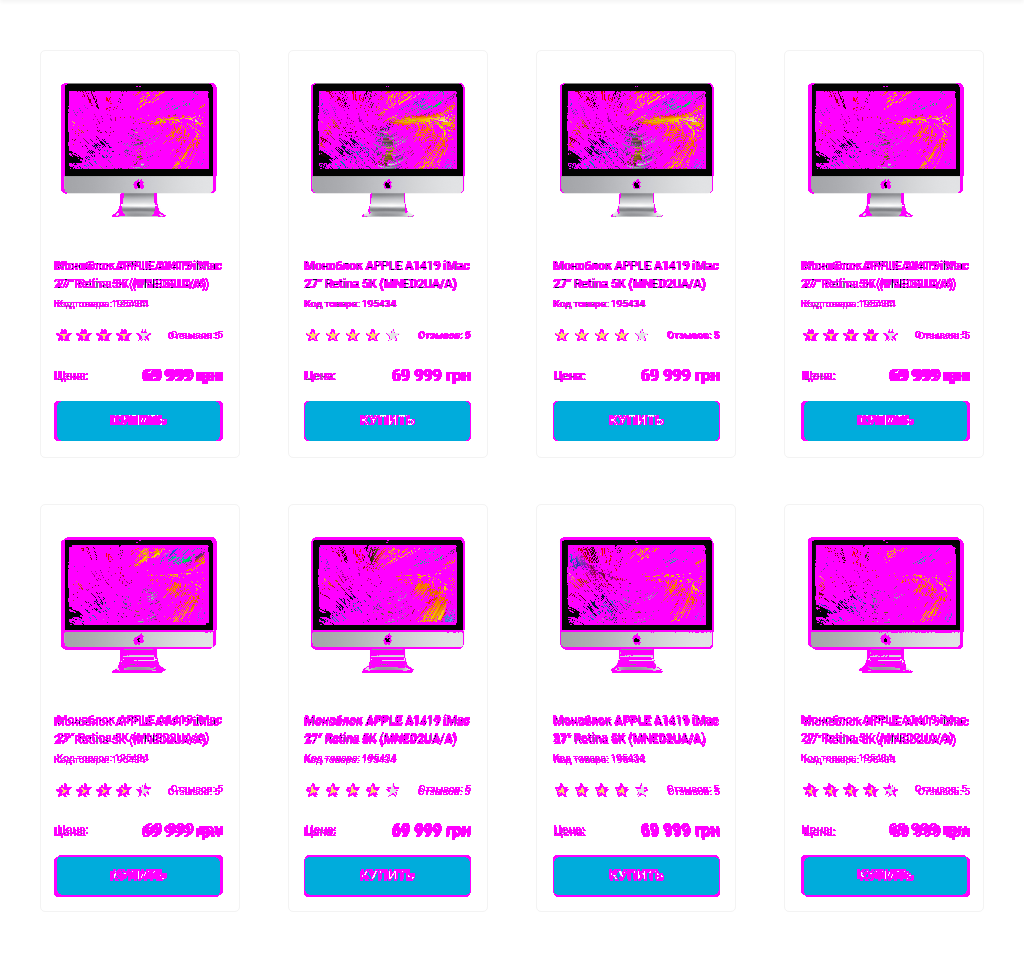 Моноблок APPLE A1419 iMac
27" Retina 5K (MNED2UA/A)
Код товара: 195434
Отзывов: 5
Цена: 69 999 грн
КУПИТЬ
Моноблок APPLE A1419 iMac
27" Retina 5K (MNED2UA/A)
Код товара: 195434
Отзывов: 5
Цена: 69 999 грн
КУПИТЬ
Моноблок APPLE A1419 iMac
27" Retina 5K (MNED2UA/A)
Код товара: 195434
Отзывов: 5
Цена: 69 999 грн
КУПИТЬ
Моноблок APPLE A1419 iMac
27" Retina 5K (MNED2UA/A)
Код товара: 195434
Отзывов: 5
Цена: 69 999 грн
КУПИТЬ
Моноблок APPLE A1419 iMac
27" Retina 5K (MNED2UA/A)
Код товара: 195434
Отзывов: 5
Цена: 69 999 грн
КУПИТЬ
Моноблок APPLE A1419 iMac
27" Retina 5K (MNED2UA/A)
Код товара: 195434
Отзывов: 5
Цена: 69 999 грн
КУПИТЬ
Моноблок APPLE A1419 iMac
27" Retina 5K (MNED2UA/A)
Код товара: 195434
Отзывов: 5
Цена: 69 999 грн
КУПИТЬ
Моноблок APPLE A1419 iMac
27" Retina 5K (MNED2UA/A)
Код товара: 195434
Отзывов: 5
Цена: 69 999 грн
КУПИТЬ